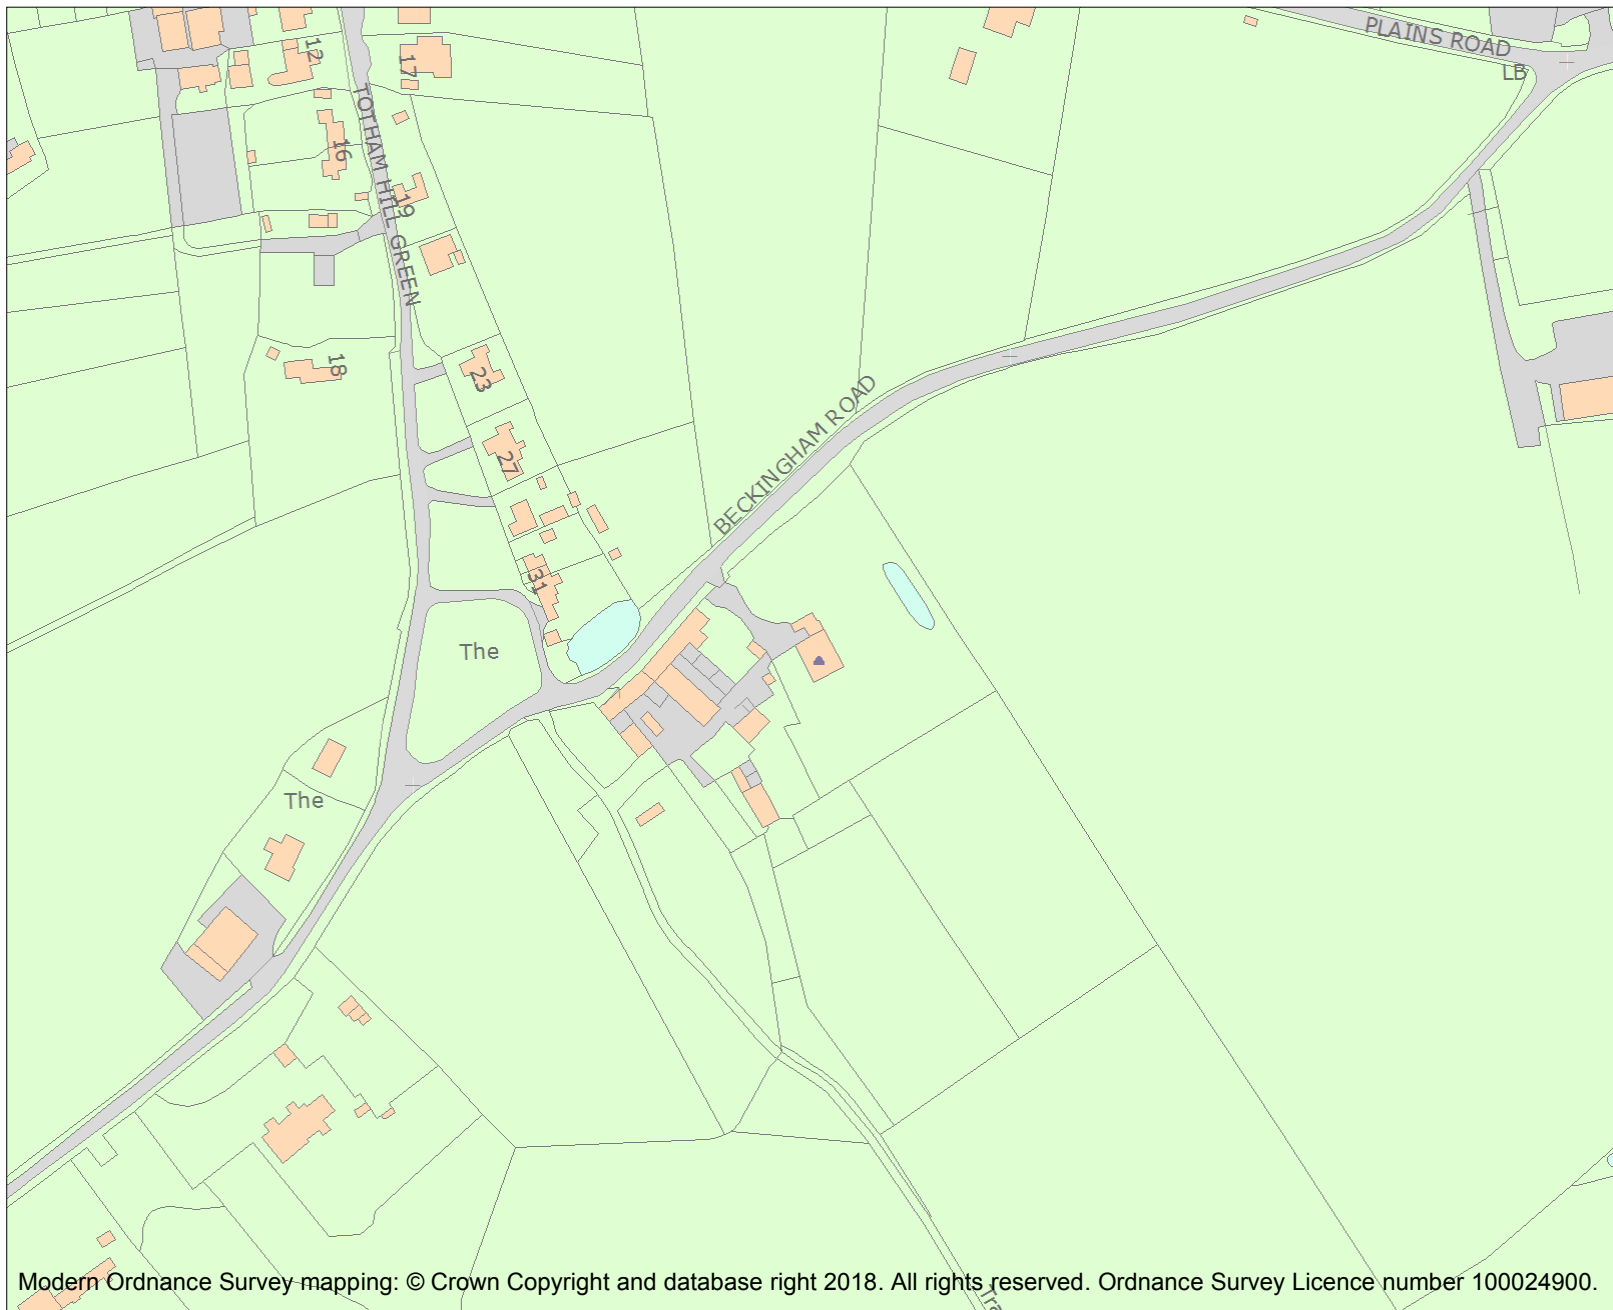 PLAINS ROAD
LB
12
17
TOTHAM HILL GREEN
16
19
18
23
27
BECKINGHAM ROAD
31
The
The
Modern Ordnance Survey mapping: © Crown Copyright and database right 2018. All rights reserved. Ordnance Survey Licence number 100024900.